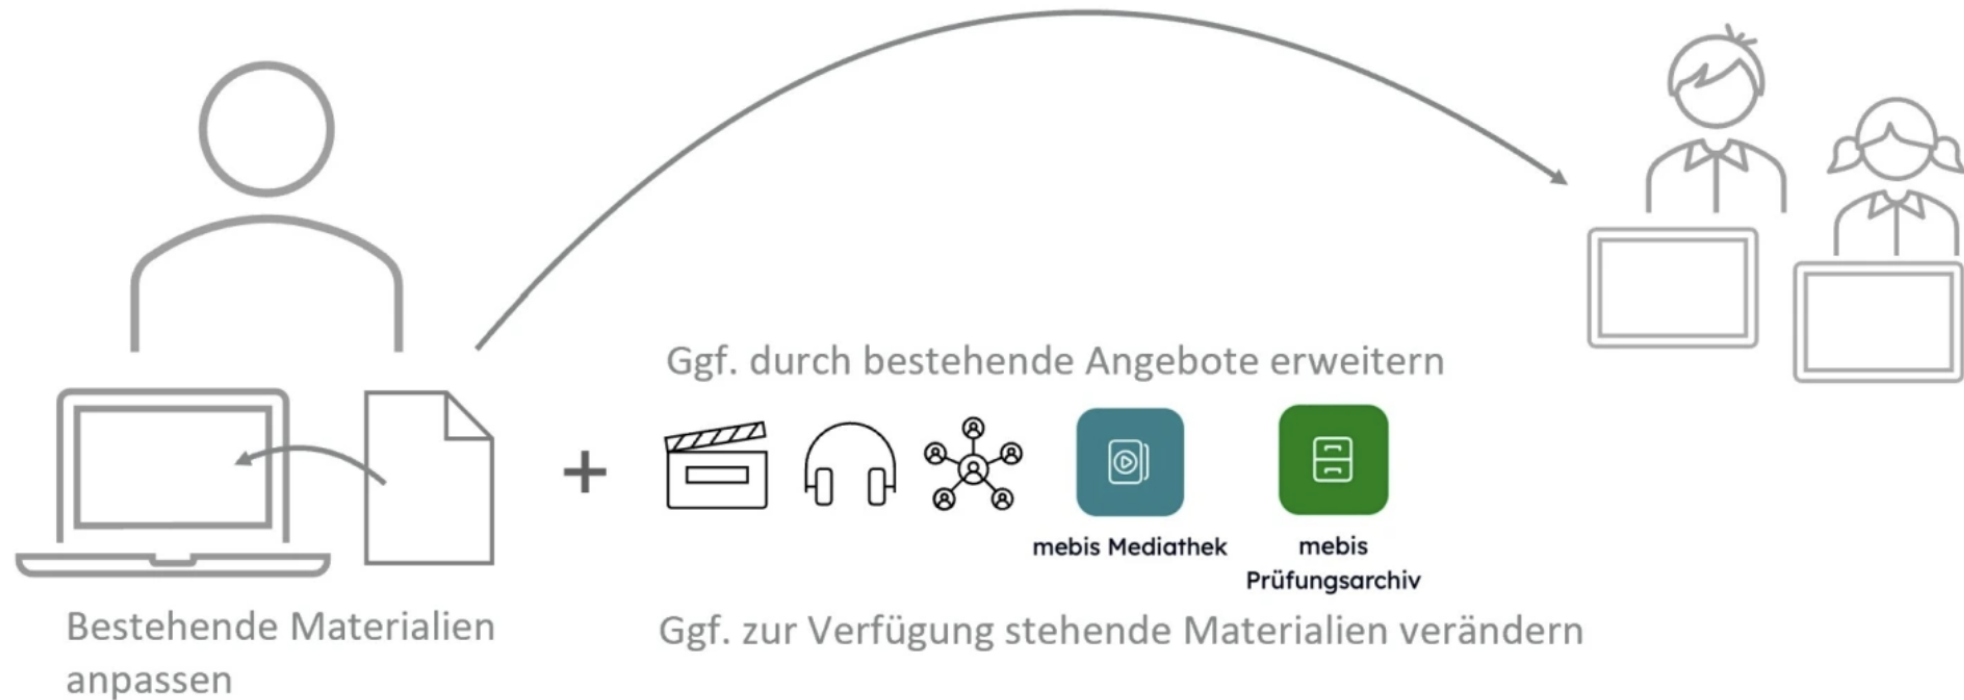 Ggf. durch bestehende Angebote erweitern
mebis Mediathek
mebis
Prüfungsarchiv
Bestehende Materialien
anpassen
Ggf. zur Verfügung stehende Materialien verändern